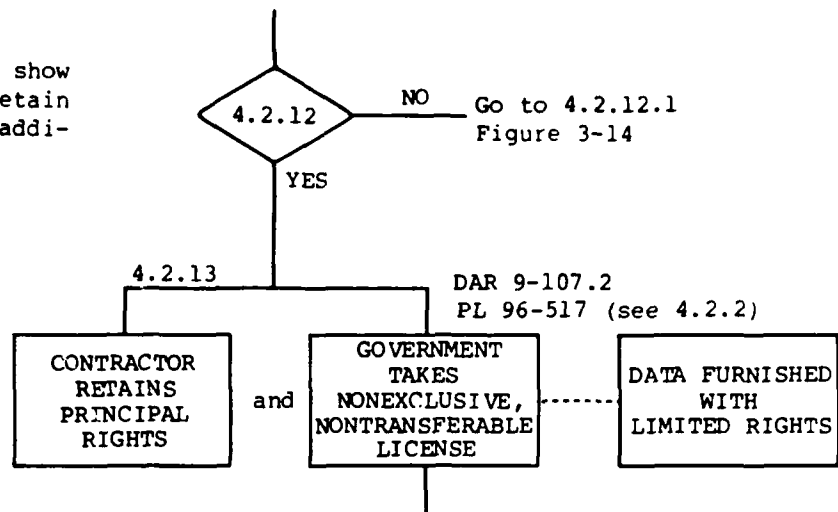 show
etain
addi-
4.2.12
NO
Go to 4.2.12.1
Figure 3-14
YES
4.2.13
DAR 9-107.2
PL 96-517 (see 4.2.2)
CONTRACTOR
RETAINS
PRINCIPAL
RIGHTS
and
GOVERNMENT
TAKES
NONEXCLUSIVE,
NONTRANSFERABLE
LICENSE
DATA FURNISHED
WITH
LIMITED RIGHTS